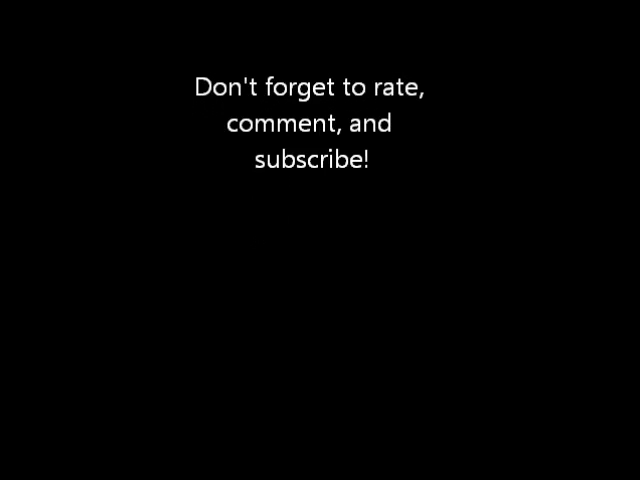 Don't forget to rate,
comment, and
subscribe!